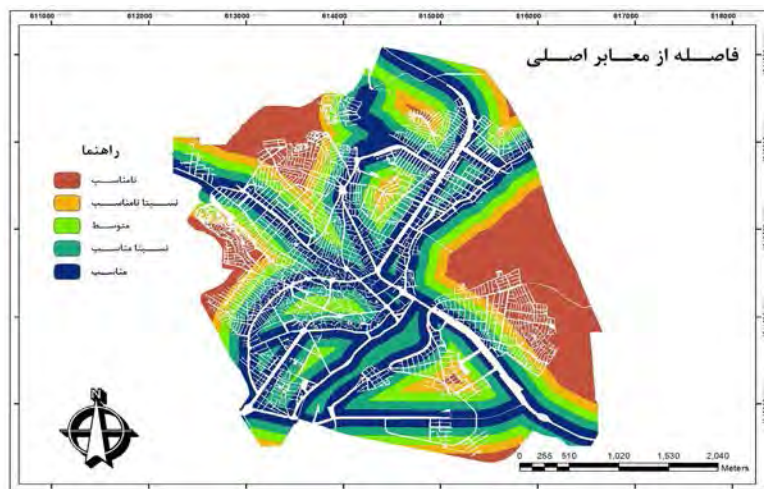 611000 612000 613000 614000 615000 616000 617000 618000
فاصله از معابر اصلی
راهنما
نامناسب
نسبتا نامناسب
متوسط
نسبتا مناسب
مناسب
N
0 255 510 1,020 1,530 2,040
Meters